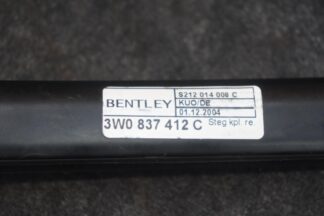 S212 014 008 C
BENTLEY
KUO/DE
01.12.2004
3W0 837 412 C Steg.kpl. re.